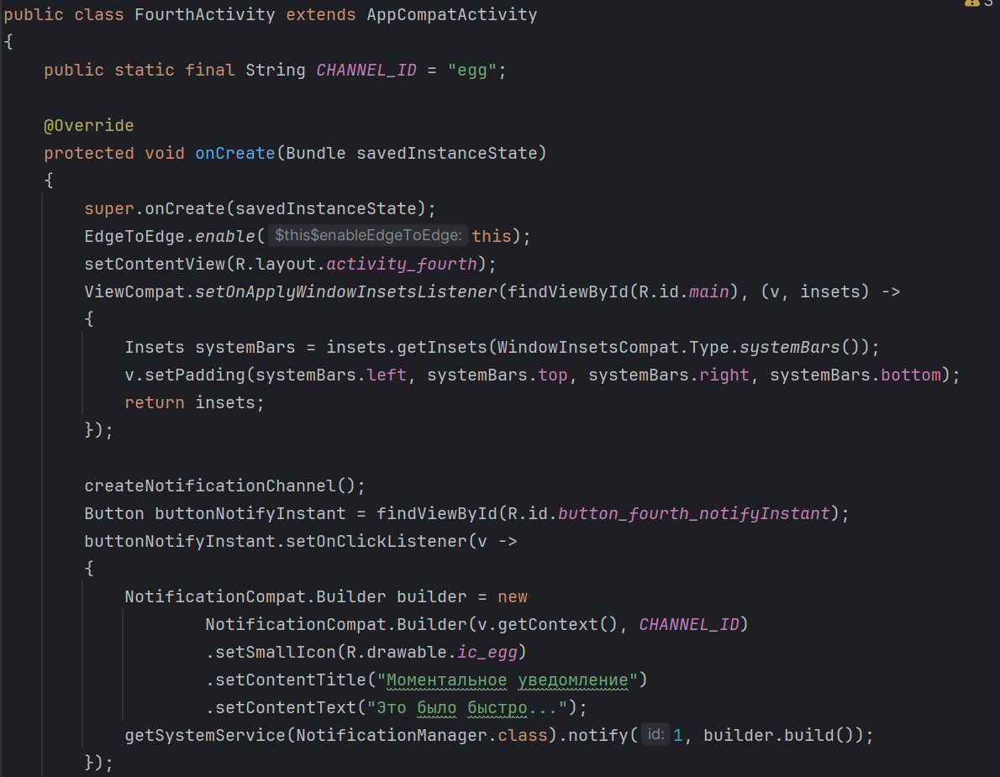 3
public class FourthActivity extends AppCompatActivity
{
    public static final String CHANNEL_ID = "egg";

    @Override
    protected void onCreate(Bundle savedInstanceState)
    {
        super.onCreate(savedInstanceState);
        EdgeToEdge.enable( $this$enableEdgeToEdge: this);
        setContentView(R.layout.activity_fourth);
        ViewCompat.setOnApplyWindowInsetsListener(findViewById(R.id.main), (v, insets) ->
        {
            Insets systemBars = insets.getInsets(WindowInsetsCompat.Type.systemBars());
            v.setPadding(systemBars.left, systemBars.top, systemBars.right, systemBars.bottom);
            return insets;
        });

        createNotificationChannel();
        Button buttonNotifyInstant = findViewById(R.id.button_fourth_notifyInstant);
        buttonNotifyInstant.setOnClickListener(v ->
        {
            NotificationCompat.Builder builder = new
                    NotificationCompat.Builder(v.getContext(), CHANNEL_ID)
                    .setSmallIcon(R.drawable.ic_egg)
                    .setContentTitle("Моментальное уведомление")
                    .setContentText("Это было быстро...");
            getSystemService(NotificationManager.class).notify( id: 1, builder.build());
        });